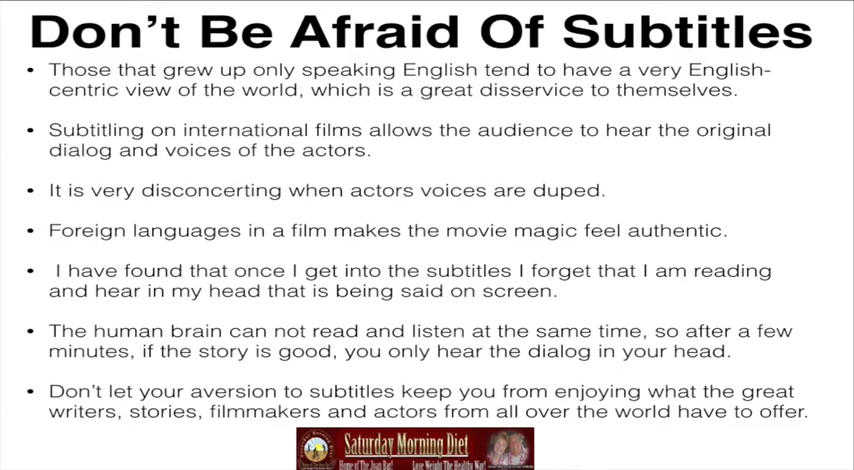 Don't Be Afraid Of Subtitles
• Those that grew up only speaking English tend to have a very English-
centric view of the world, which is a great disservice to themselves.
• Subtitling on international films allows the audience to hear the original
dialog and voices of the actors.
• It is very disconcerting when actors voices are duped.
• Foreign languages in a film makes the movie magic feel authentic.
• I have found that once I get into the subtitles I forget that I am reading
and hear in my head that is being said on screen.
• The human brain can not read and listen at the same time, so after a few
minutes, if the story is good, you only hear the dialog in your head.
• Don't let your aversion to subtitles keep you from enjoying what the great
writers, stories, filmmakers and actors from all over the world have to offer.
Saturday Morning Diet
Home of The Joan Bar! Lose Weight The Healthy Way!